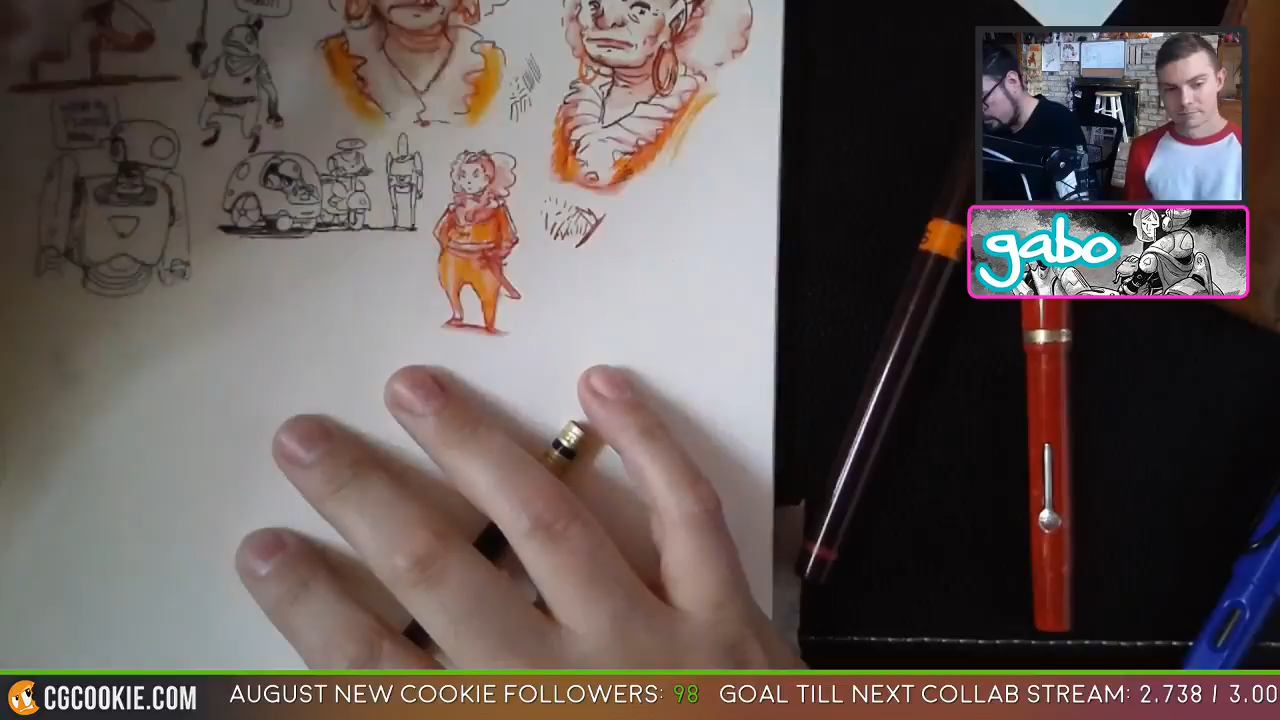 gabo
CGCOOKIE.COM
AUGUST NEW COOKIE FOLLOWERS: 98 GOAL TILL NEXT COLLAB STREAM: 2.738 / 3.00